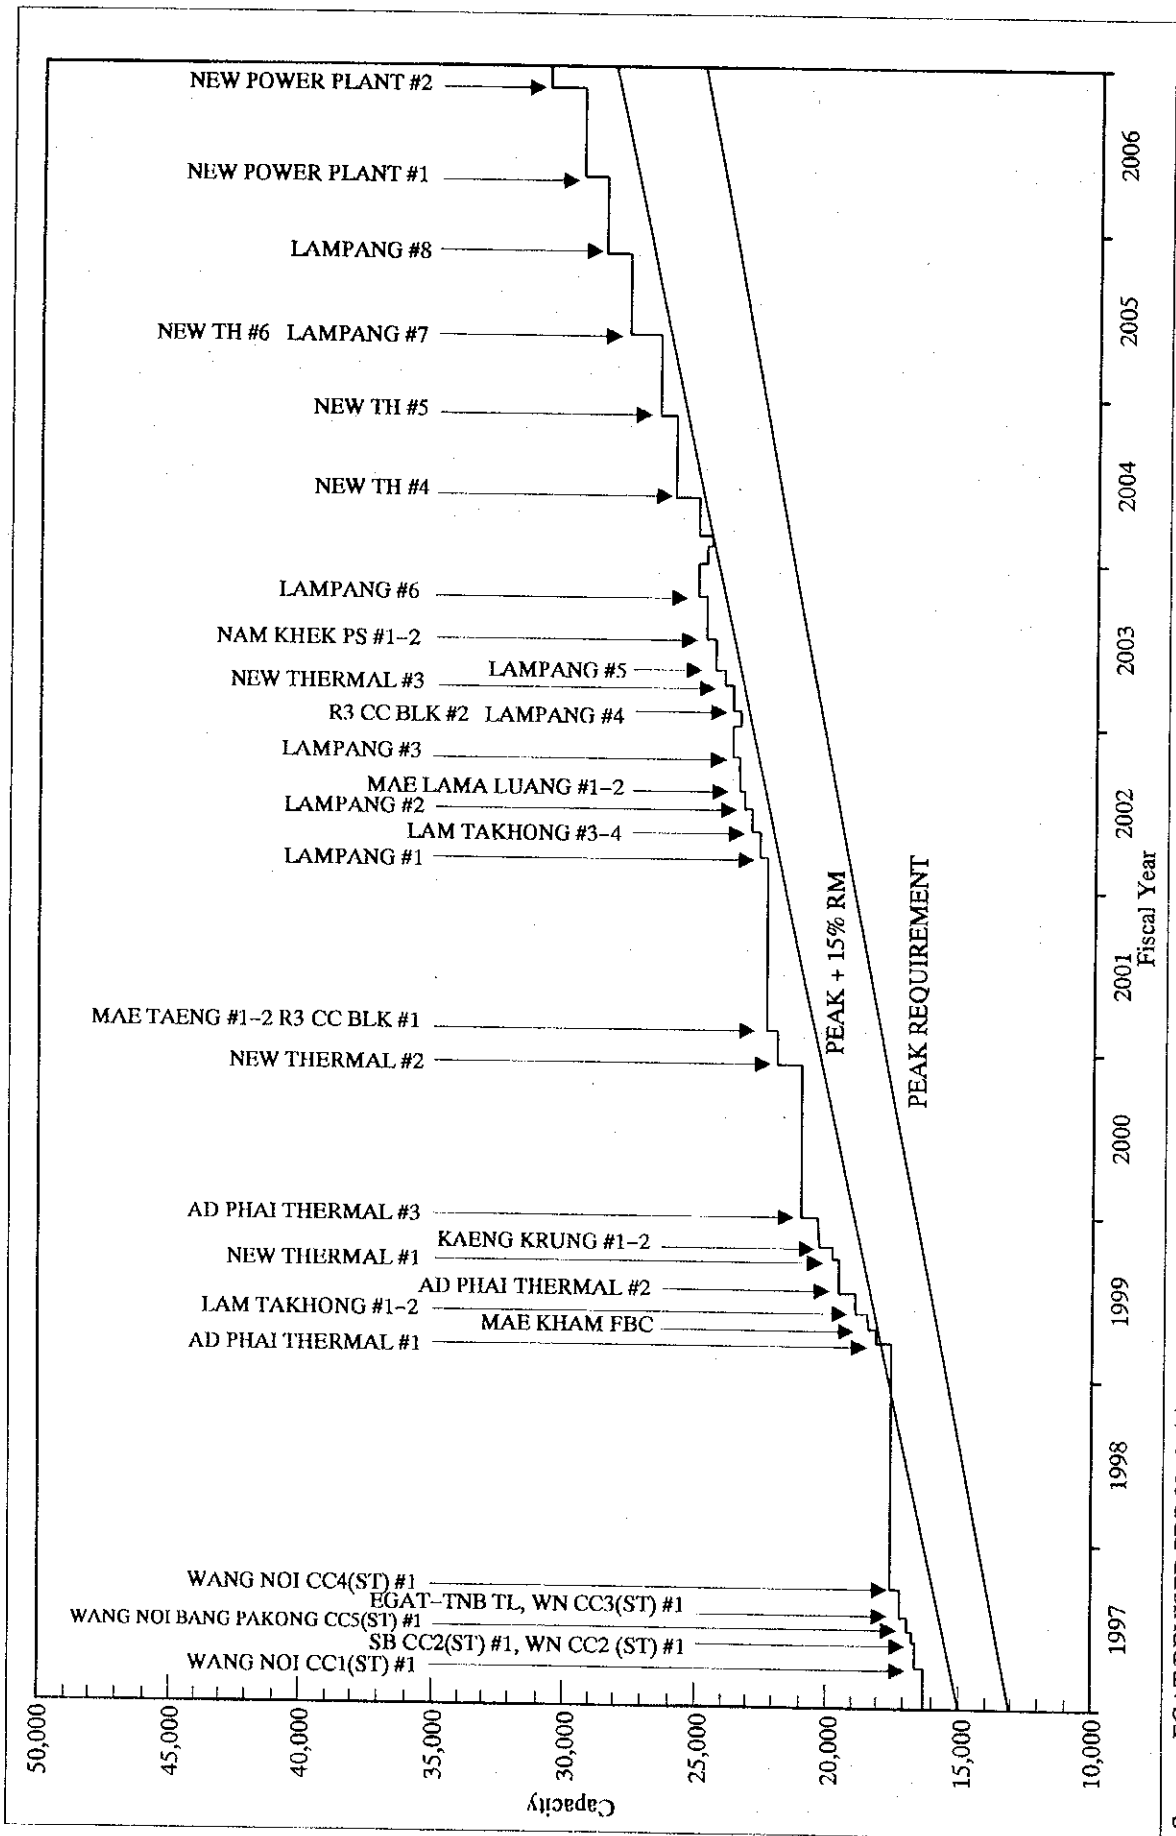 NEW POWER PLANT #2
NEW POWER PLANT #1
LAMPANG #8
NEW TH #6 LAMPANG #7
NEW TH #5
NEW TH #4
LAMPANG #6
NAM KHEK PS #1-2
LAMPANG #5
NEW THERMAL #3
R3 CC BLK #2 LAMPANG #4
LAMPANG #3
MAE LAMA LUANG #1-2
LAMPANG #2
LAM TAKHONG #3-4
LAMPANG #1
MAE TAENG #1-2 R3 CC BLK #1
NEW THERMAL #2
AD PHAI THERMAL #3
KAENG KRUNG #1-2
NEW THERMAL #1
AD PHAI THERMAL #2
LAM TAKHONG #1-2
MAE KHAM FBC
AD PHAI THERMAL #1
WANG NOI CC4(ST) #1
EGAT-TNB TL, WN CC3(ST) #1
WANG NOI BANG PAKONG CC5(ST) #1
SB CC2(ST) #1, WN CC2 (ST) #1
WANG NOI CC1(ST) #1
PEAK + 15% RM
PEAK REQUIREMENT
50,000
45,000
40,000
35,000
30,000
25,000
20,000
15,000
10,000
Capacity
1997
1998
1999
2000
2001
2002
2003
2004
2005
2006
Fiscal Year